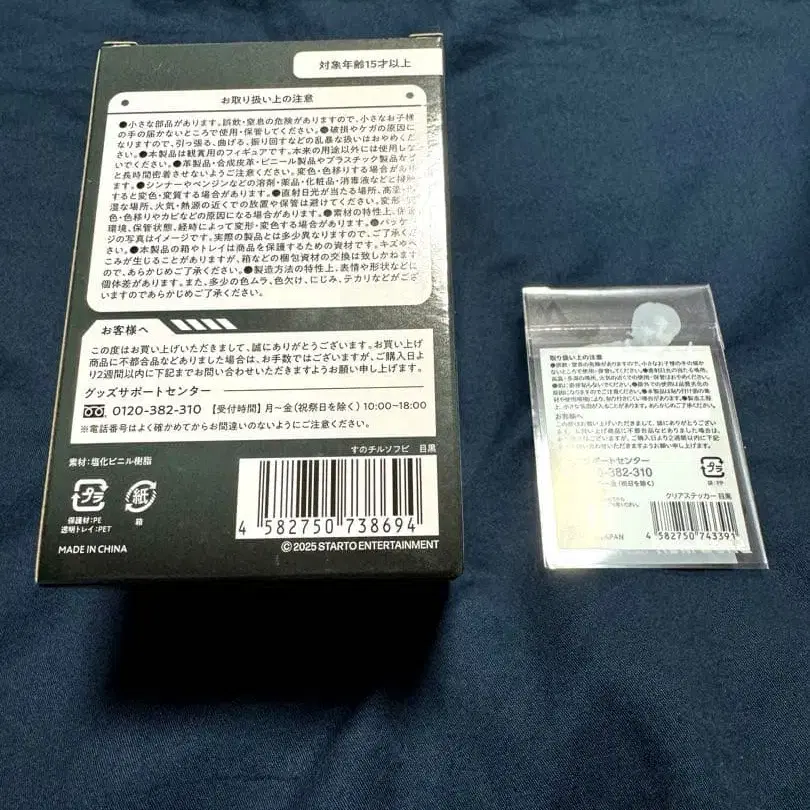 対象年齢15才以上
お取り扱い上の注意
●小さな部品があります。誤飲・窒息の危険がありますので、小さなお子様
の手の届かないところで使用・保管してください。●破損やケガの原因に
なりますので、引っ張る、曲げる、振り回すなどの乱暴な扱いはおやめくだ
さい。●本製品は観賞用のフィギュアです。本来の用途以外には使用しな
いでください。●革製品・合成皮革・ビニール製品やプラスチック製品など
と長時間密着させないようご注意ください。変色・色移りする場合があり
ます。●シンナーやベンジンなどの溶剤・薬品・化粧品・消毒液などと接触
すると変色・変質する場合があります。●直射日光が当たる場所、高温・多
湿な場所、火気・熱源の近くでの放置や保管は避けてください。変形・変
色・色移りやカビなどの原因になる場合があります。●素材の特性上、保管
環境、保管状態、経時によって変形・変色する場合があります。●パッケー
ジの写真はイメージです。実際の製品とは多少異なりますので、ご了承くだ
さい。●本製品の箱やトレイは商品を保護するための資材です。キズやへ
こみが生じることがありますが、箱などの梱包資材の交換は致しかねます
ので、あらかじめご了承ください。●製造方法の特性上、表情や形状などに
個体差があります。また、多少の色ムラ、色欠け、にじみ、テカリなどがござ
いますのであらかじめご了承ください。
お客様へ
この度はお買い上げいただきまして、誠にありがとうございます。お買い上げ
商品に不都合品などありました場合は、お手数ではございますが、ご購入日よ
り2週間以内に下記までお問い合わせいただきますようお願い申し上げます。
グッズサポートセンター
0120-382-310 【受付時間】月～金(祝祭日を除く) 10:00~18:00
※電話番号はよく確かめてからお間違いのないようにおかけください。
すのチルソフビ 目黒
素材:塩化ビニル樹脂
プラ
紙
保護材:PE
透明トレイ:PET
箱
MADE IN CHINA
4 582750 738694
©2025 STARTO ENTERTAINMENT
取り扱い上の注意
お客様へ
ポートセンター
-382-310
プラ
袋:PP
クリアステッカー 目黒
4 582750 743391